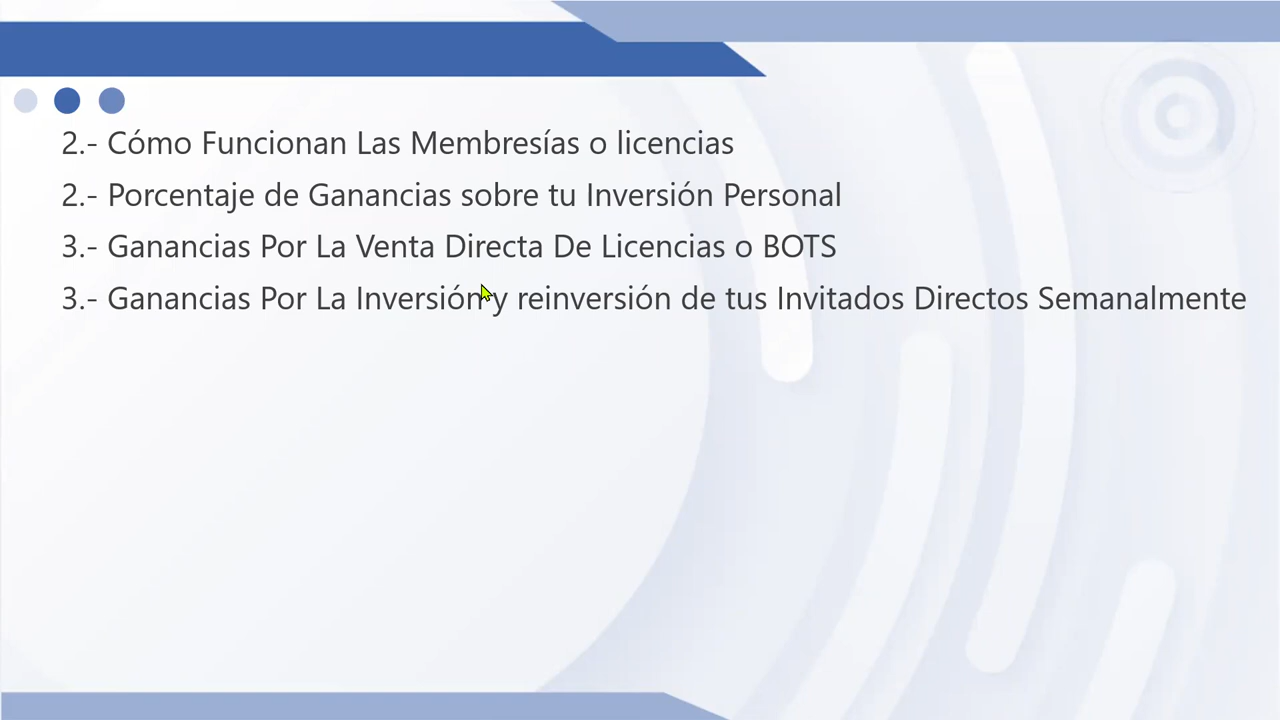 2.- Cómo Funcionan Las Membresías o licencias
2.- Porcentaje de Ganancias sobre tu Inversión Personal
3.- Ganancias Por La Venta Directa De Licencias o BOTS
3.- Ganancias Por La Inversión y reinversión de tus Invitados Directos Semanalmente